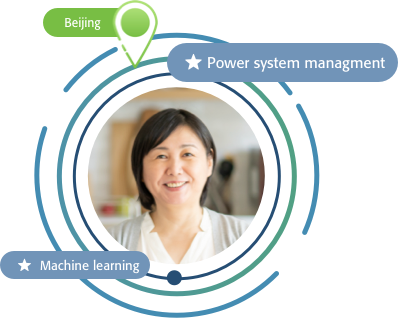 Beijing
Power system managment
Machine learning